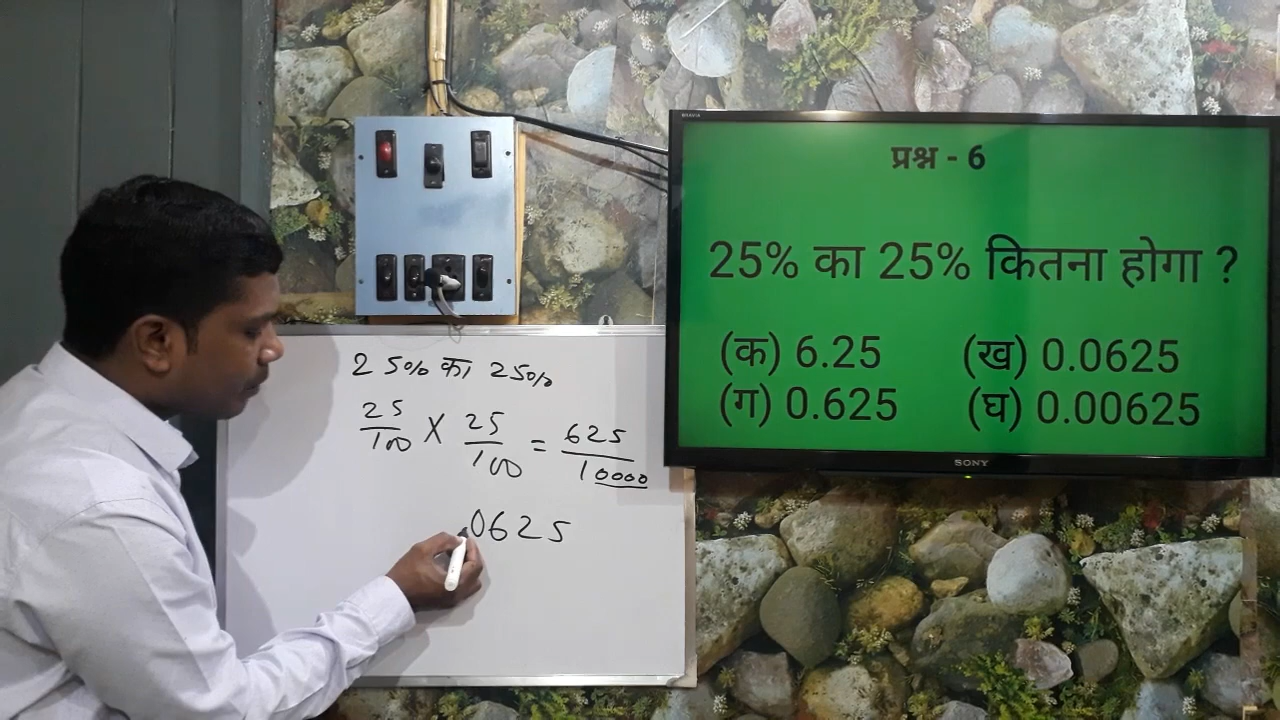 BRAVIA
प्रश्न - 6
25% का 25% कितना होगा ?
(क) 6.25 (ख) 0.0625
(ग) 0.625 (घ) 0.00625
SONY
25% का 25%
25/100 X 25/100 = 625/10000
.0625